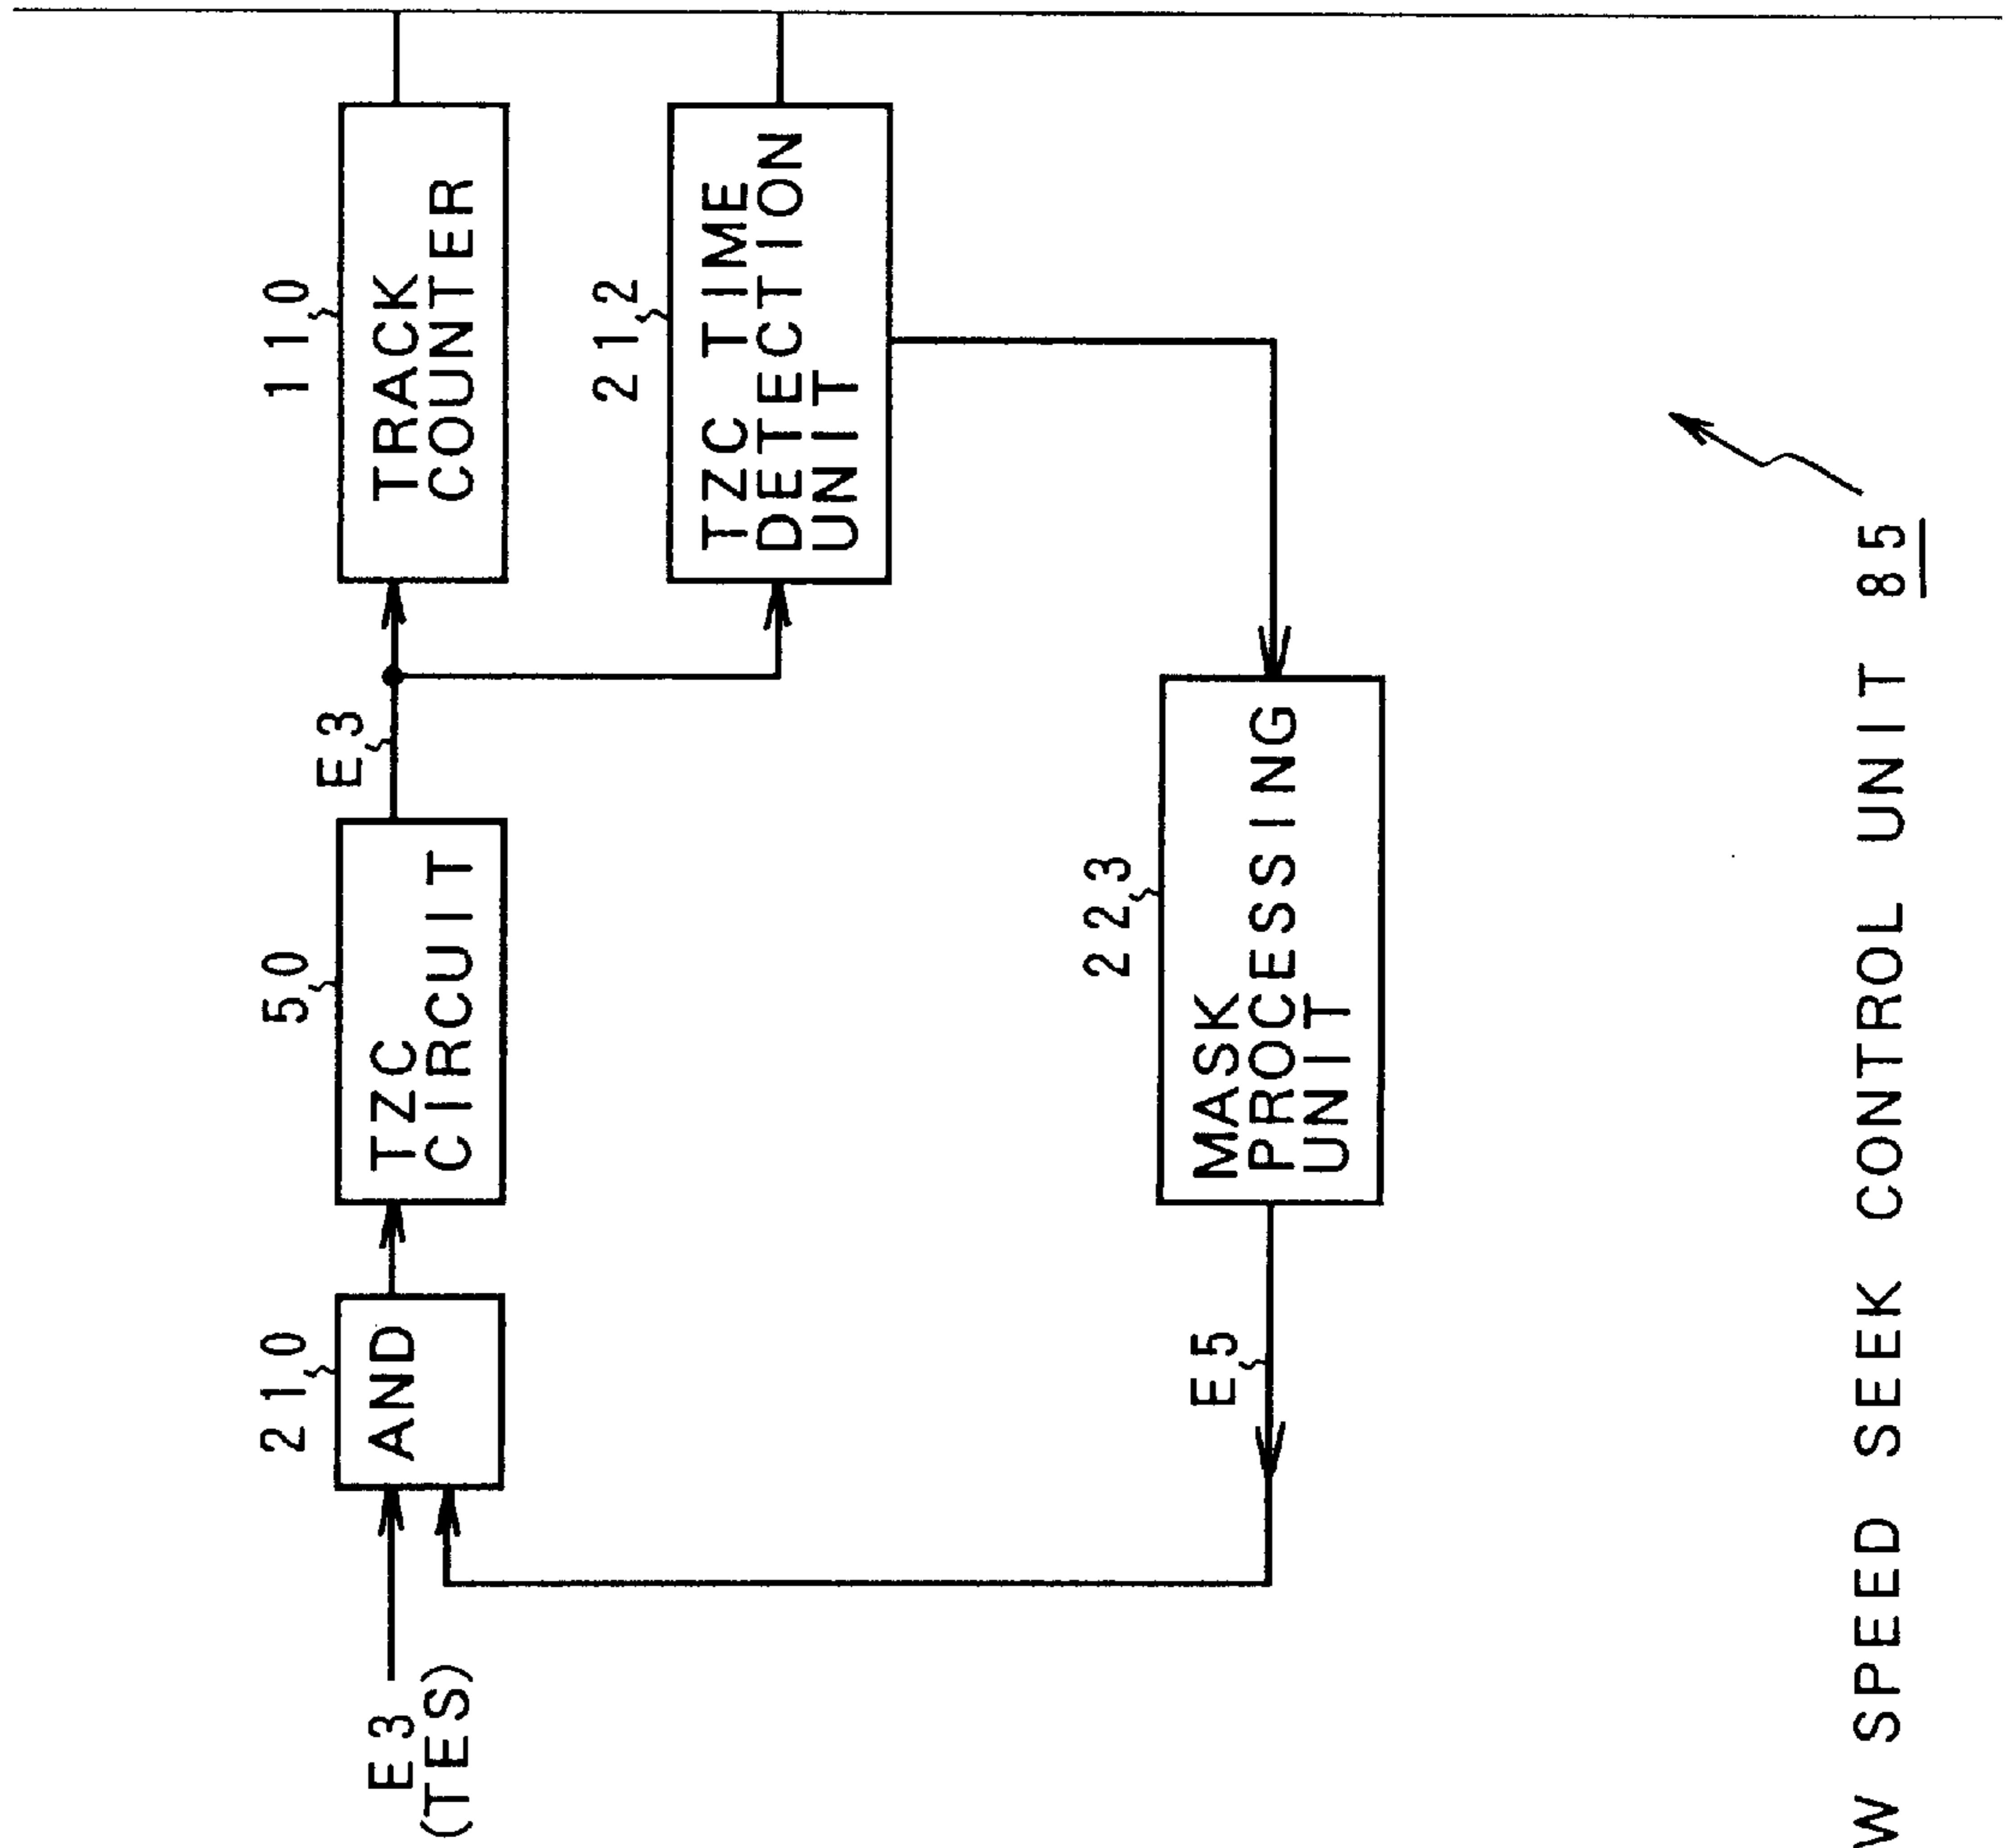 E3
(TES)
210
AND
50
TZC
CIRCUIT
E3
110
TRACK
COUNTER
212
TZC TIME
DETECTION
UNIT
223
MASK
PROCESSING
UNIT
E5
W SPEED SEEK CONTROL UNIT 85